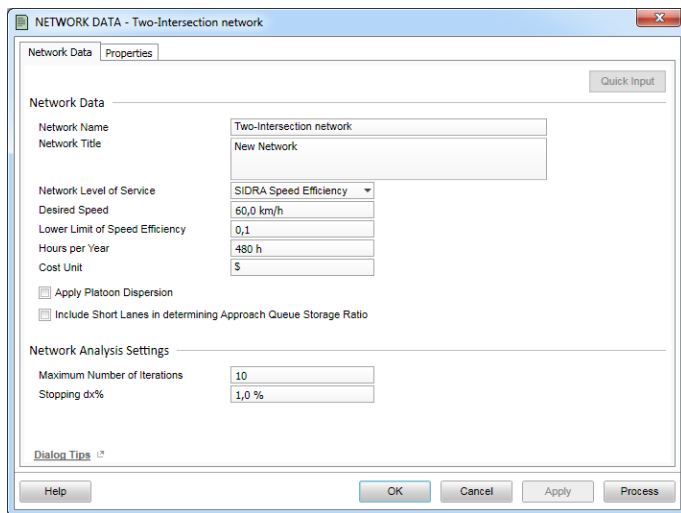 NETWORK DATA - Two-Intersection network
Network Data Properties
Quick Input
Network Data
Network Name Two-Intersection network
Network Title New Network
Network Level of Service SIDRA Speed Efficiency
Desired Speed 60,0 km/h
Lower Limit of Speed Efficiency 0,1
Hours per Year 480 h
Cost Unit $
Apply Platoon Dispersion
Include Short Lanes in determining Approach Queue Storage Ratio
Network Analysis Settings
Maximum Number of Iterations 10
Stopping dx% 1,0 %
Dialog Tips
Help OK Cancel Apply Process